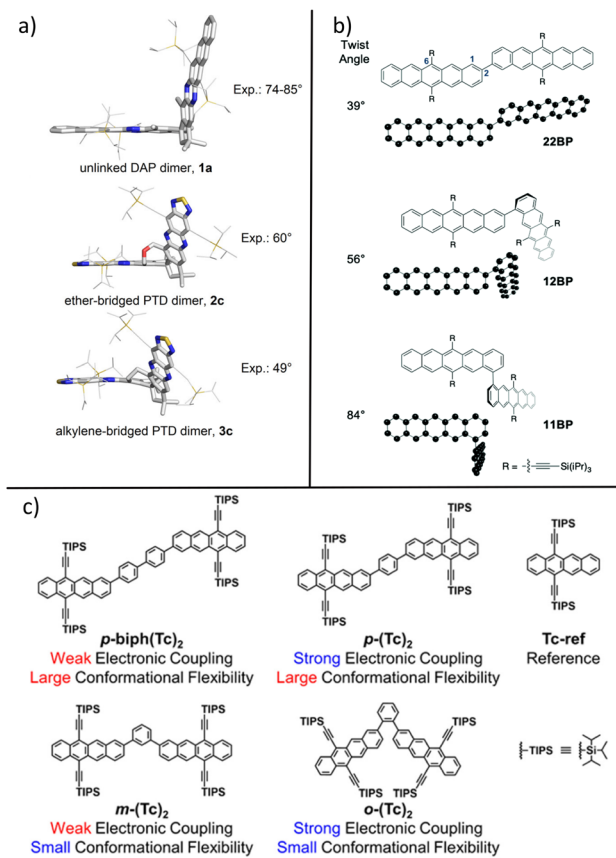 a)
Exp.: 74-85°
unlinked DAP dimer, 1a
Exp.: 60°
ether-bridged PTD dimer, 2c
Exp.: 49°
alkylene-bridged PTD dimer, 3c
b)
Twist
Angle
R
R
6
1
2
R
R
39°
22BP
R
R
R
R
56°
12BP
R
R
R
R
84°
11BP
R = Si(iPr)3
c)
TIPS
TIPS
TIPS
TIPS
p-biph(Tc)2
Weak Electronic Coupling
Large Conformational Flexibility
TIPS
TIPS
TIPS
TIPS
p-(Tc)2
Strong Electronic Coupling
Large Conformational Flexibility
TIPS
TIPS
Tc-ref
Reference
TIPS
TIPS
TIPS
TIPS
m-(Tc)2
Weak Electronic Coupling
Small Conformational Flexibility
TIPS
TIPS
TIPS
TIPS
o-(Tc)2
Strong Electronic Coupling
Small Conformational Flexibility
TIPS ≡ Si